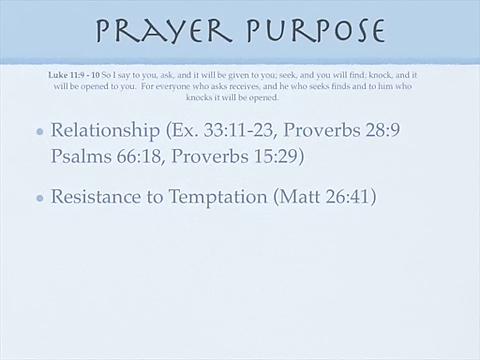 PRAYER PURPOSE
Luke 11:9 - 10 So I say to you, ask, and it will be given to you; seek, and you will find; knock, and it
will be opened to you.  For everyone who asks receives, and he who seeks finds and to him who
knocks it will be opened.
• Relationship (Ex. 33:11-23, Proverbs 28:9
Psalms 66:18, Proverbs 15:29)
• Resistance to Temptation (Matt 26:41)